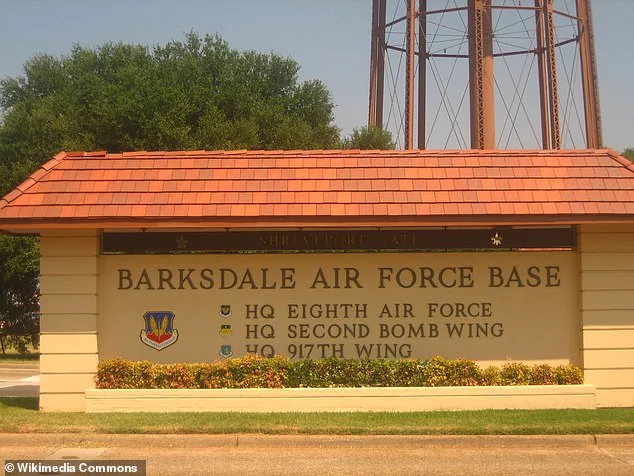 SHREVEPORT GATE
BARKSDALE AIR FORCE BASE
HQ EIGHTH AIR FORCE
HQ SECOND BOMB WING
HQ 917TH WING
© Wikimedia Commons